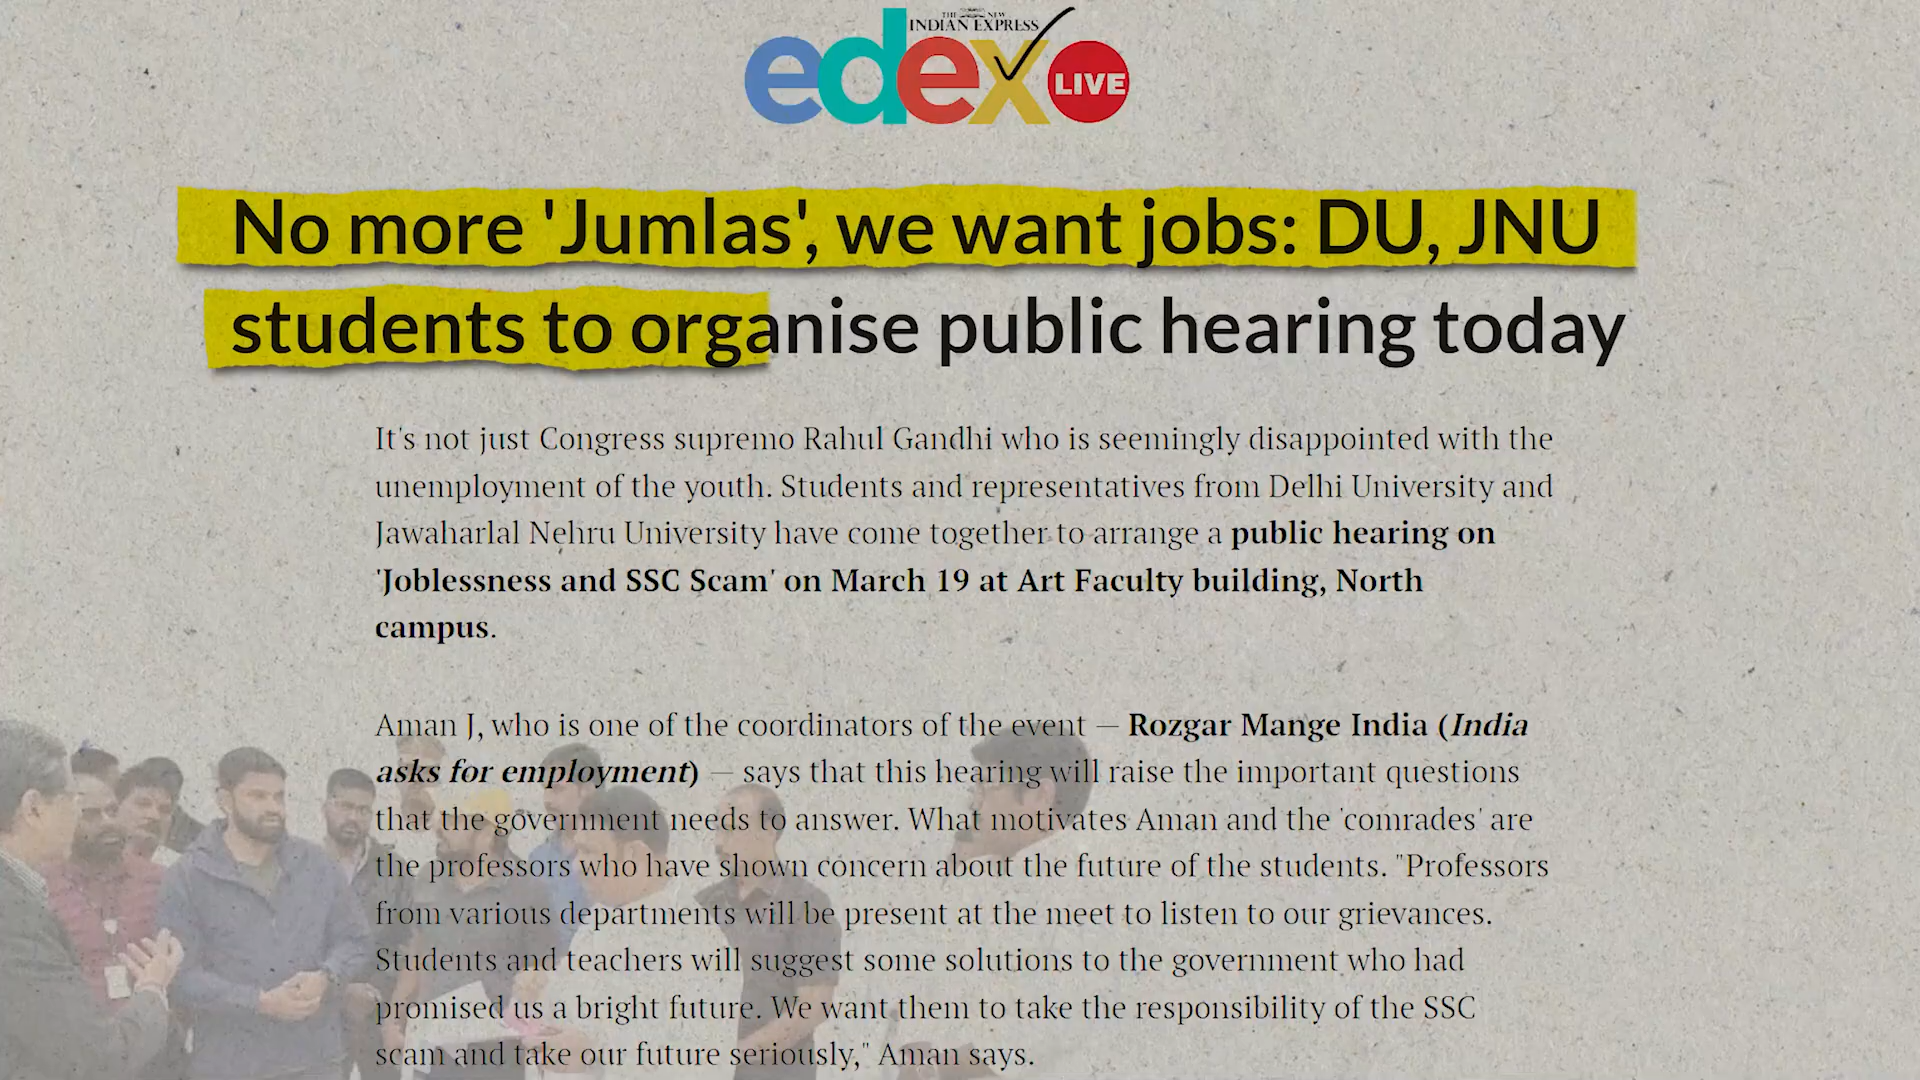 THE NEW
INDIAN EXPRESS
edex LIVE
No more 'Jumlas', we want jobs: DU, JNU
students to organise public hearing today
It's not just Congress supremo Rahul Gandhi who is seemingly disappointed with the
unemployment of the youth. Students and representatives from Delhi University and
Jawaharlal Nehru University have come together to arrange a public hearing on
'Joblessness and SSC Scam' on March 19 at Art Faculty building, North
campus.
Aman J, who is one of the coordinators of the event — Rozgar Mange India (India
asks for employment) — says that this hearing will raise the important questions
that the government needs to answer. What motivates Aman and the 'comrades' are
the professors who have shown concern about the future of the students. "Professors
from various departments will be present at the meet to listen to our grievances.
Students and teachers will suggest some solutions to the government who had
promised us a bright future. We want them to take the responsibility of the SSC
scam and take our future seriously," Aman says.